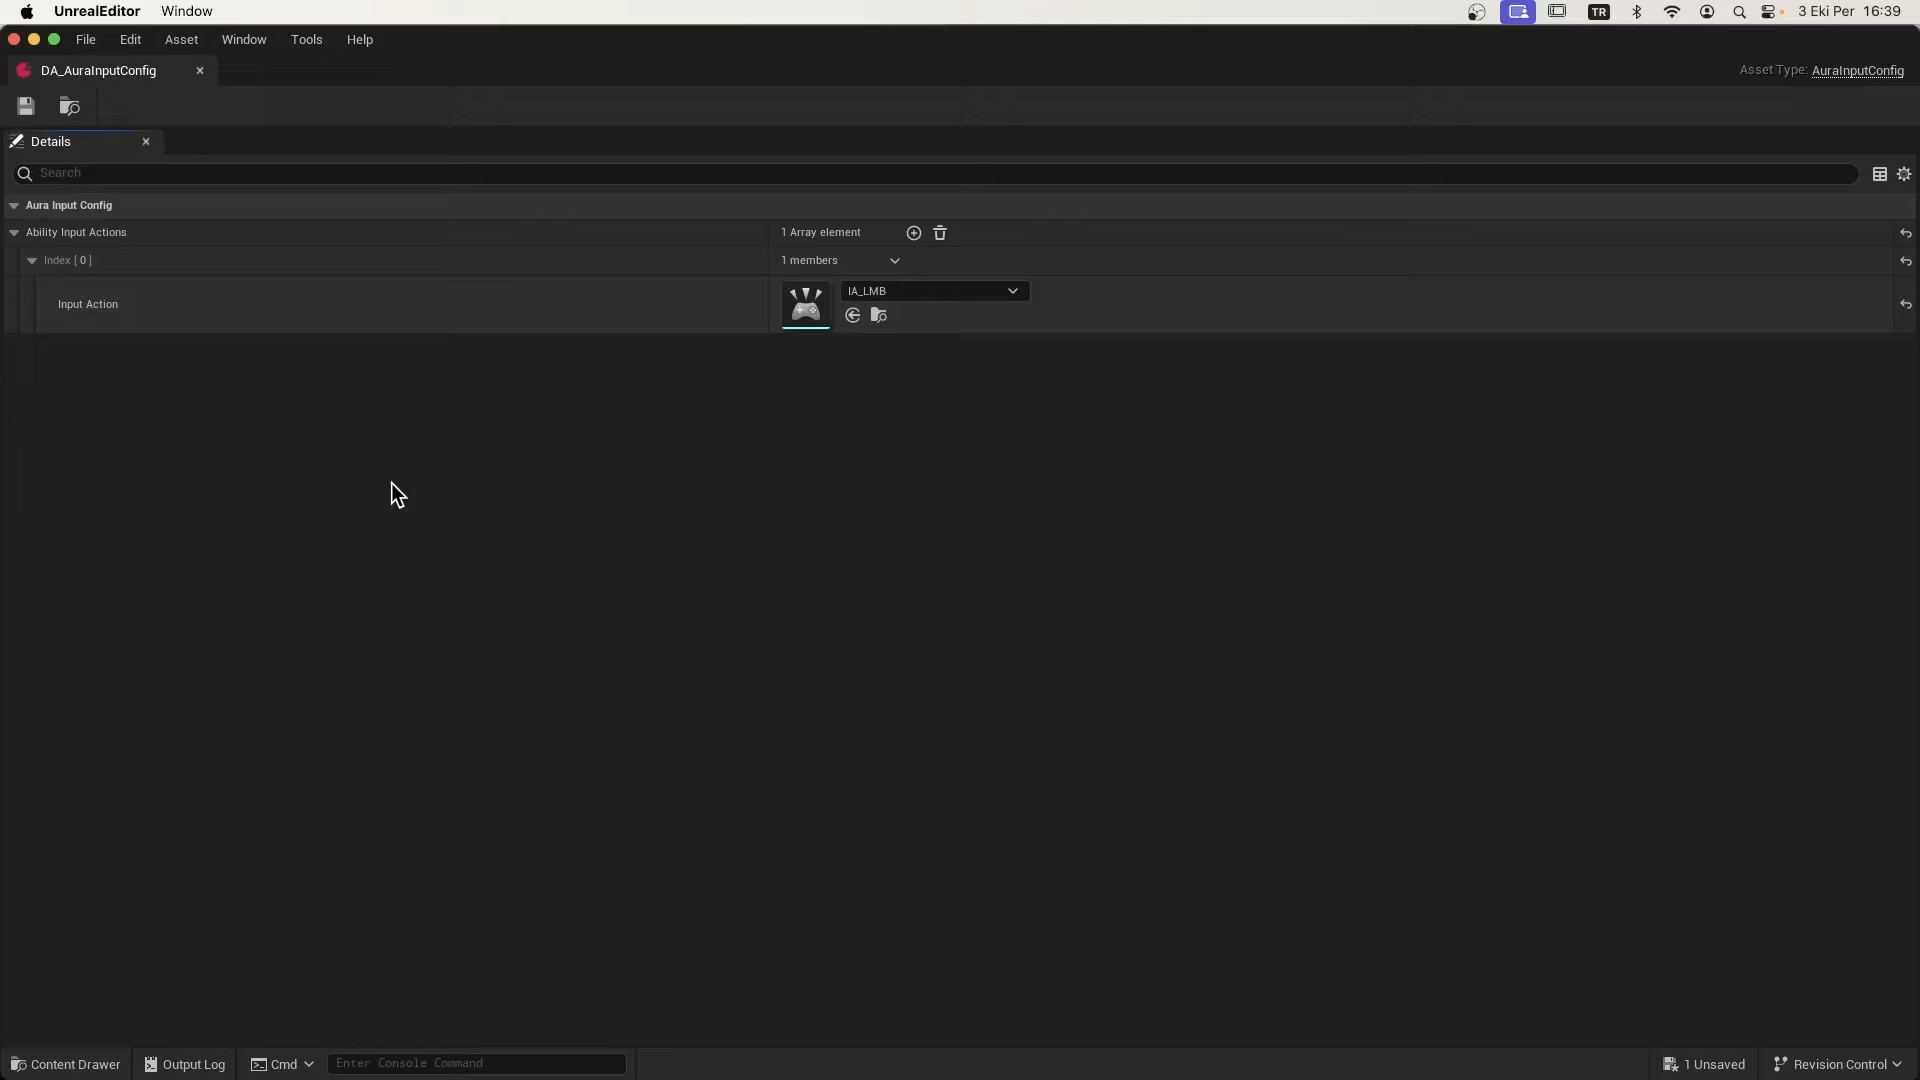 UnrealEditor Window
TR 3 Eki Per 16:39
File Edit Asset Window Tools Help
DA_AuraInputConfig
Asset Type: AuraInputConfig
Details
Search
Aura Input Config
Ability Input Actions 1 Array element
Index [ 0 ] 1 members
Input Action IA_LMB
Content Drawer Output Log Cmd Enter Console Command 1 Unsaved Revision Control